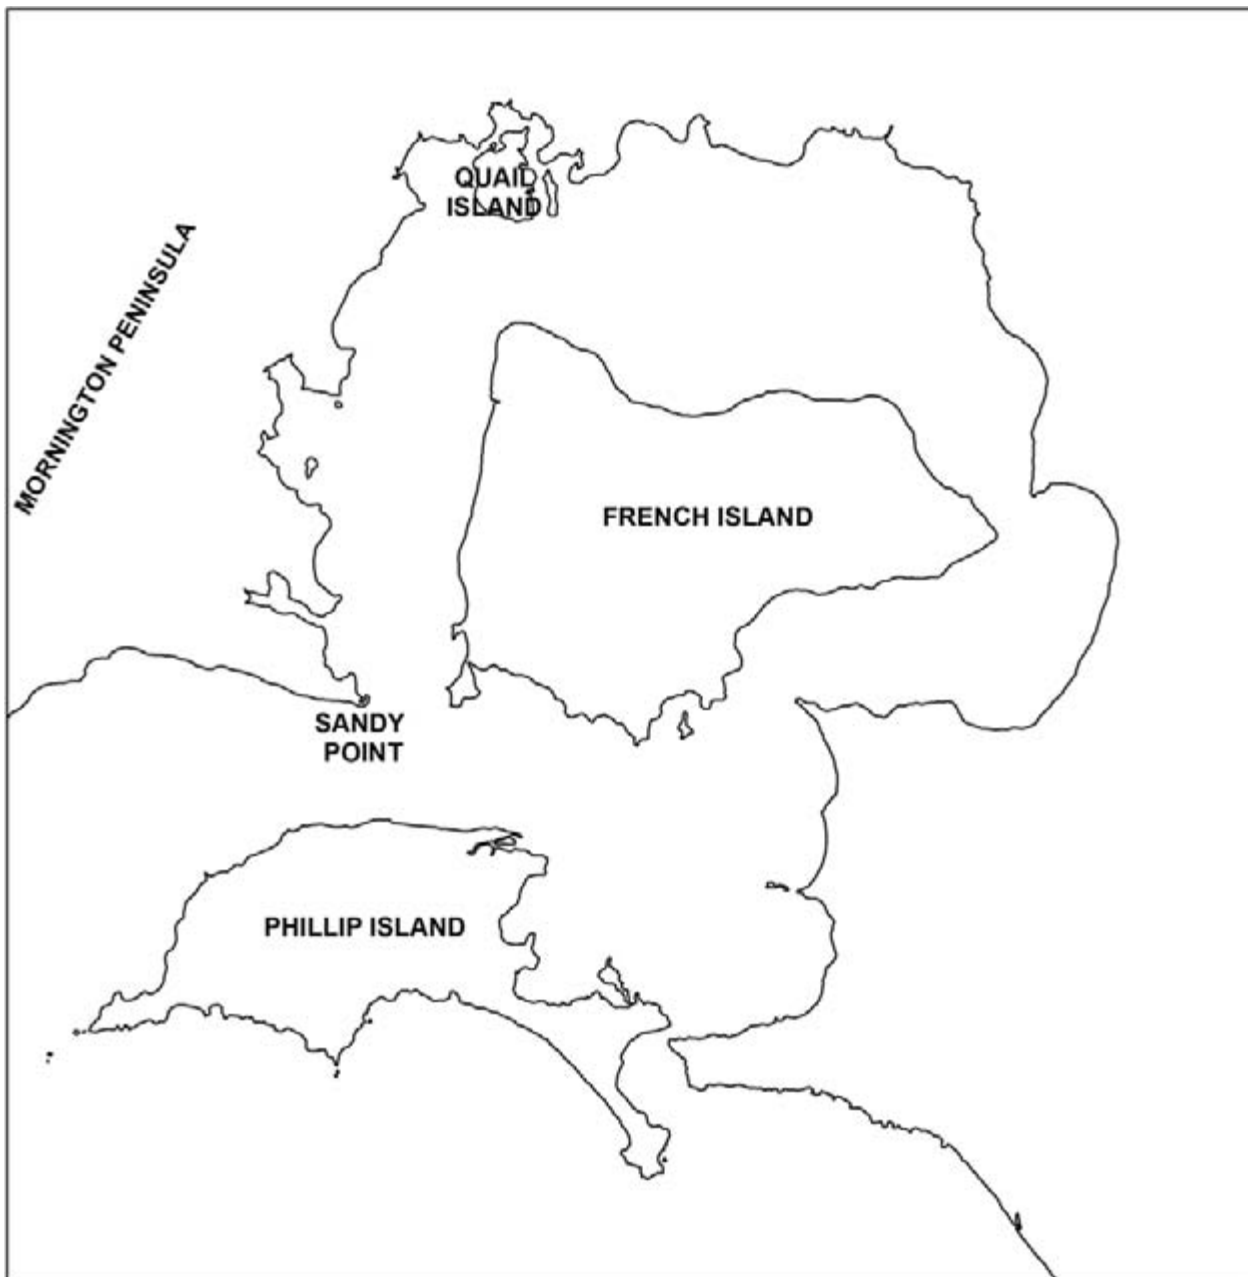 QUAIL
ISLAND
MORNINGTON PENINSULA
FRENCH ISLAND
SANDY
POINT
PHILLIP ISLAND